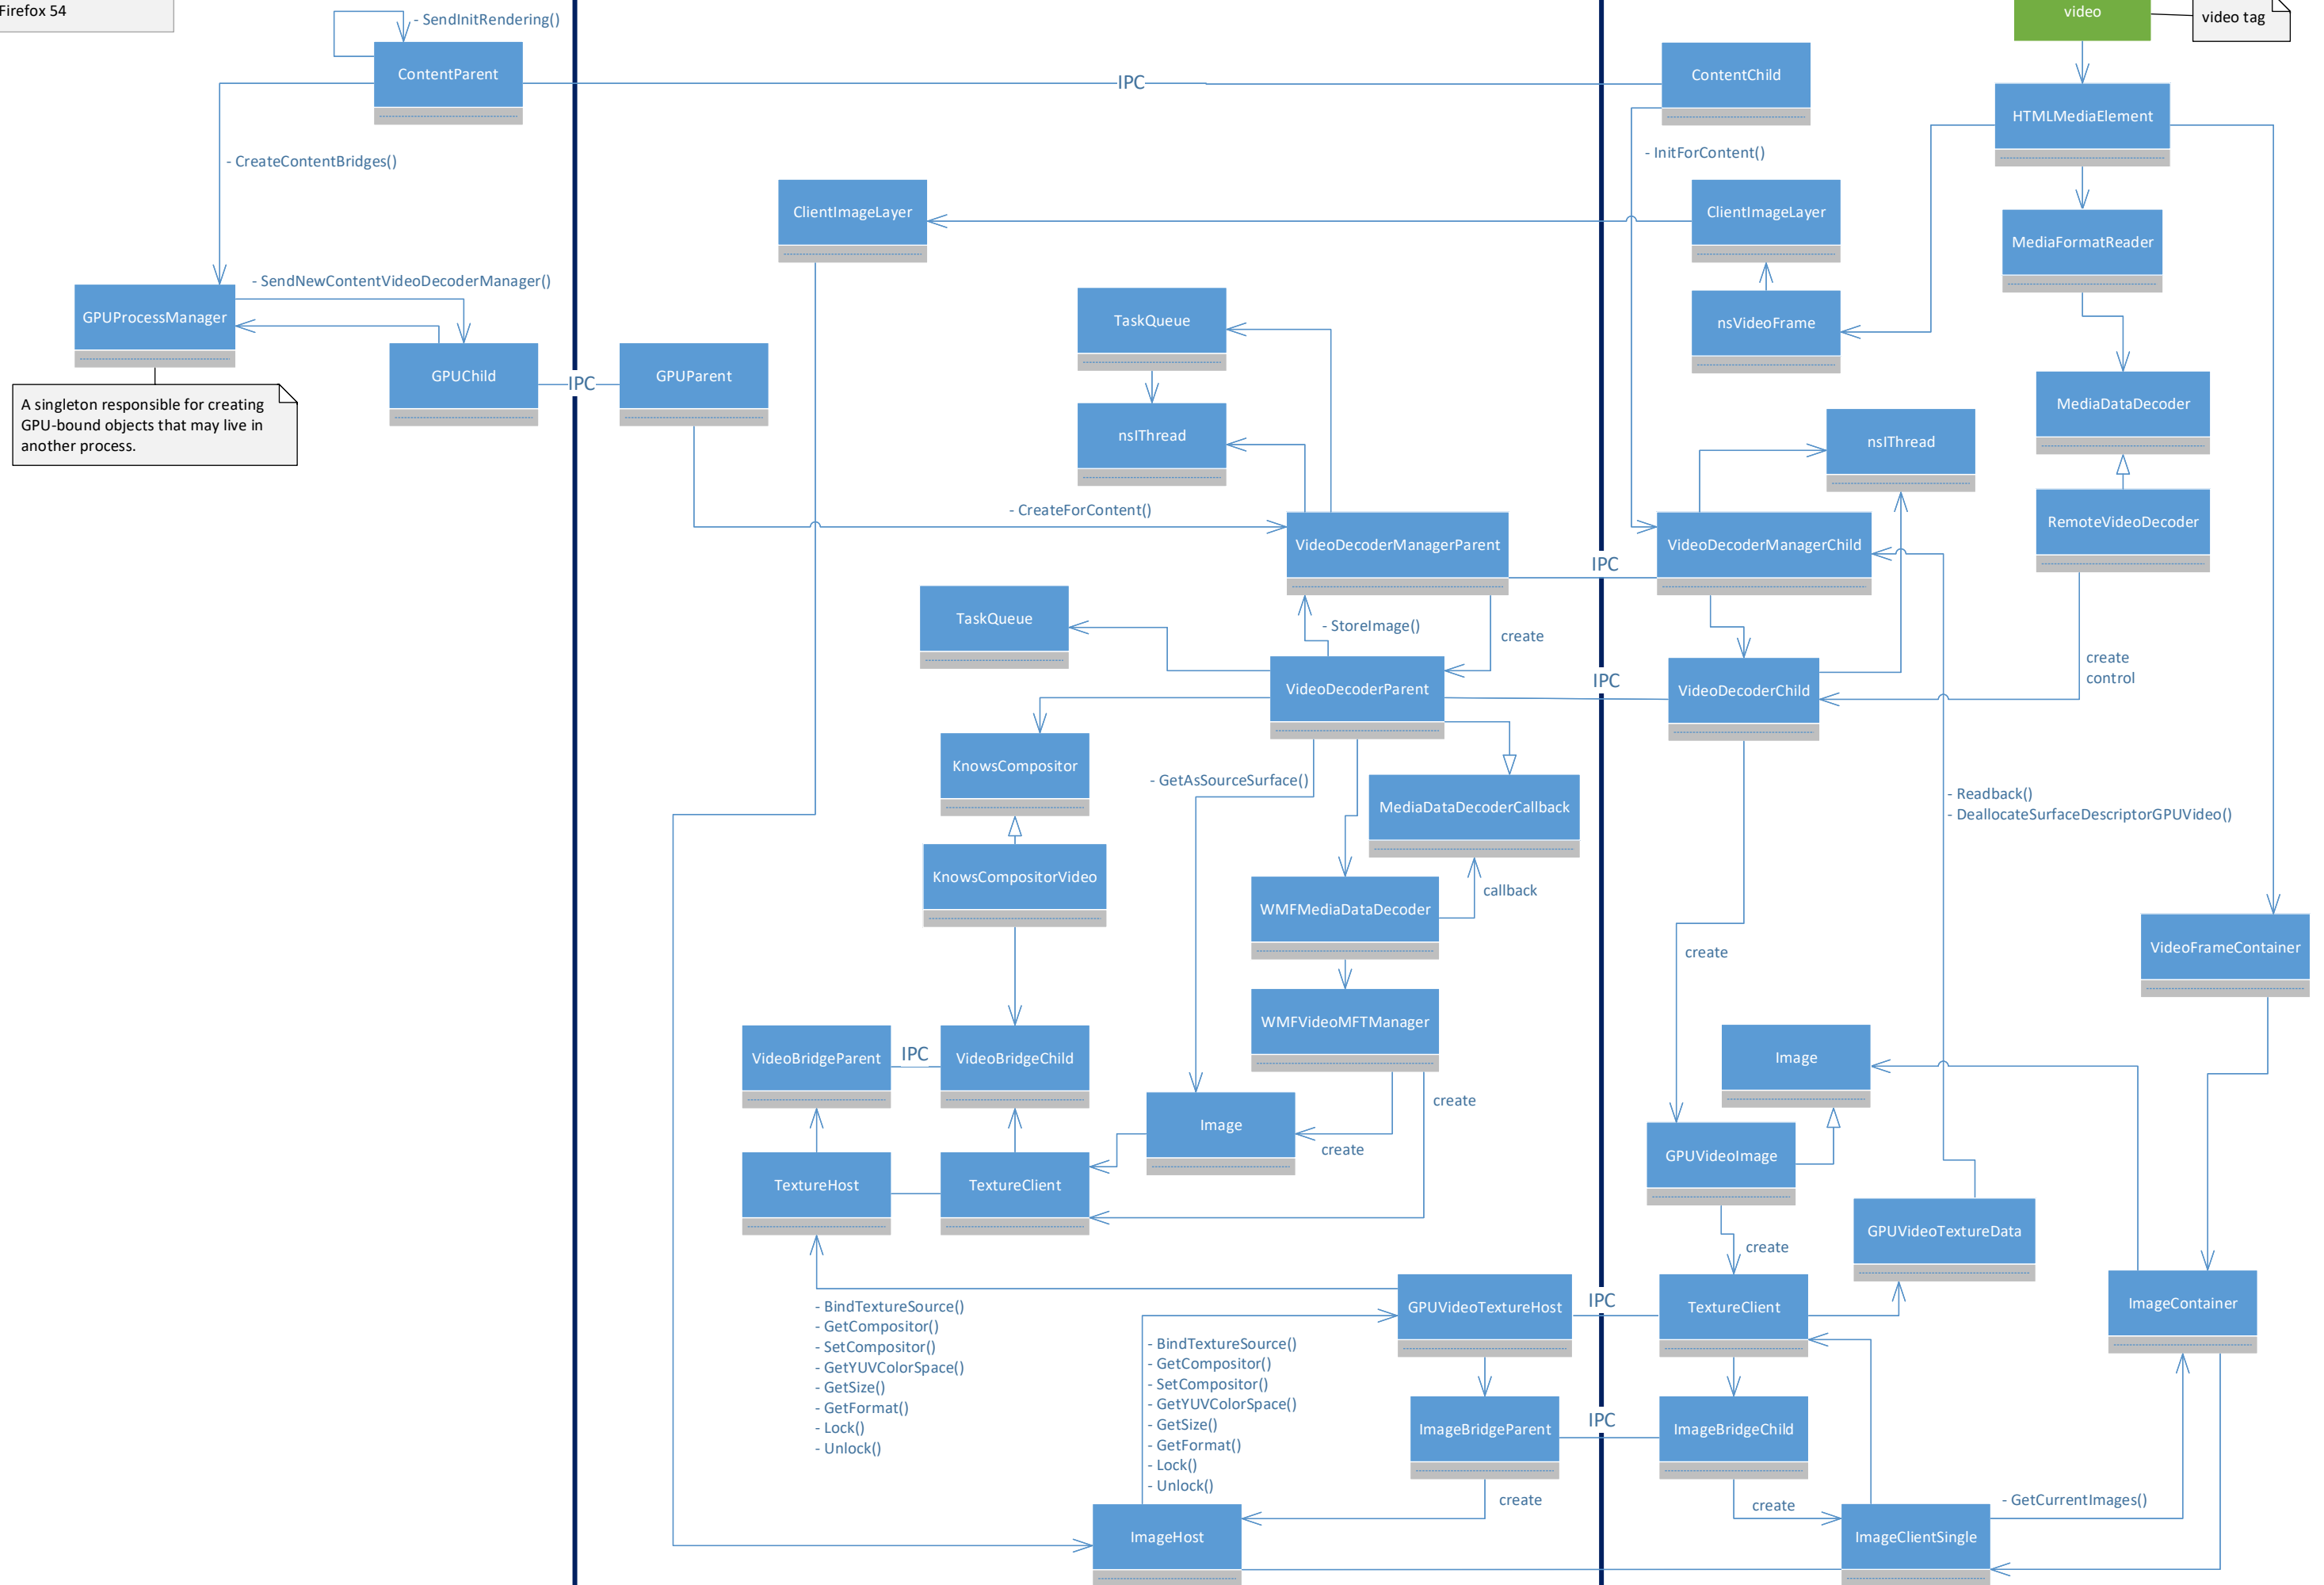 Firefox 54
- SendInitRendering()
video
video tag
ContentParent
IPC
ContentChild
HTMLMediaElement
- CreateContentBridges()
- InitForContent()
ClientImageLayer
ClientImageLayer
MediaFormatReader
- SendNewContentVideoDecoderManager()
GPUProcessManager
TaskQueue
nsVideoFrame
GPUChild
IPC
GPUParent
A singleton responsible for creating
GPU-bound objects that may live in
another process.
MediaDataDecoder
nsIThread
nsIThread
- CreateForContent()
RemoteVideoDecoder
VideoDecoderManagerParent
IPC
VideoDecoderManagerChild
TaskQueue
- StoreImage()
create
VideoDecoderParent
IPC
VideoDecoderChild
create
control
KnowsCompositor
- GetAsSourceSurface()
MediaDataDecoderCallback
- Readback()
- DeallocateSurfaceDescriptorGPUVideo()
KnowsCompositorVideo
WMFMediaDataDecoder
callback
create
VideoFrameContainer
WMFVideoMFTManager
VideoBridgeParent
IPC
VideoBridgeChild
Image
create
Image
create
GPUVideoImage
TextureHost
TextureClient
GPUVideoTextureData
create
GPUVideoTextureHost
IPC
TextureClient
ImageContainer
- BindTextureSource()
- GetCompositor()
- SetCompositor()
- GetYUVColorSpace()
- GetSize()
- GetFormat()
- Lock()
- Unlock()
- BindTextureSource()
- GetCompositor()
- SetCompositor()
- GetYUVColorSpace()
- GetSize()
- GetFormat()
- Lock()
- Unlock()
ImageBridgeParent
IPC
ImageBridgeChild
create
create
- GetCurrentImages()
ImageHost
ImageClientSingle